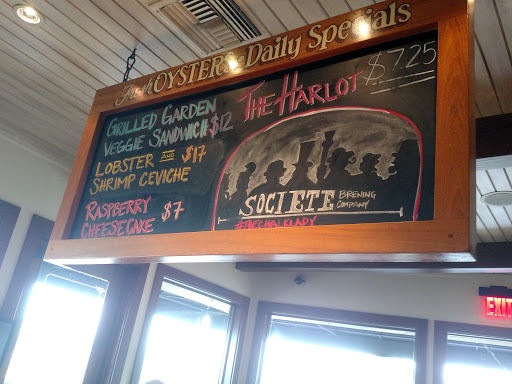 Fresh OYSTERS & Daily Specials
GRILLED GARDEN
VEGGIE SANDWICH $12
LOBSTER AND $17
SHRIMP CEVICHE
RASPBERRY $7
CHEESECAKE
THE HARLOT $7.25
SOCIETE BREWING
COMPANY
#THECHALKLADY
EXIT